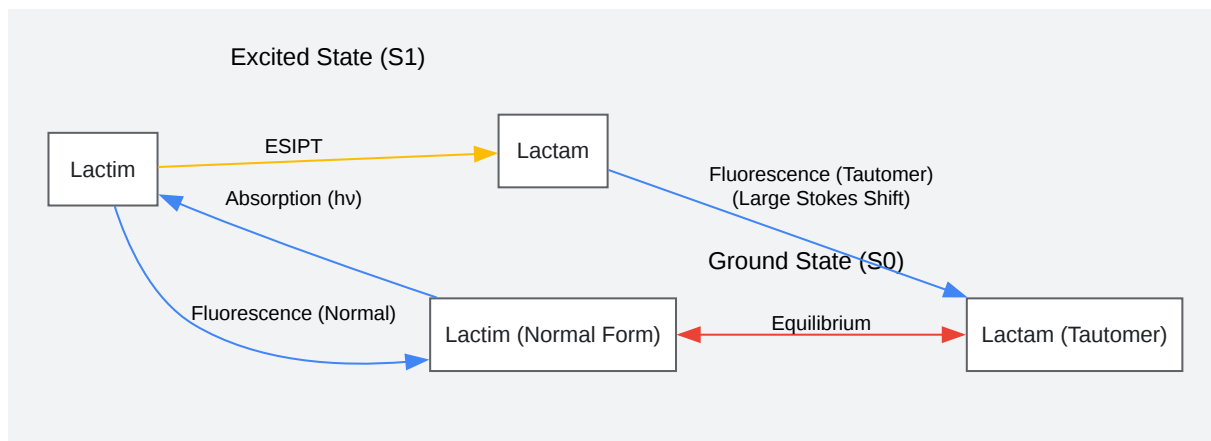 Excited State (S1)
Lactim
ESIPT
Lactam
Absorption (hν)
Fluorescence (Tautomer)
(Large Stokes Shift)
Ground State (S0)
Fluorescence (Normal)
Lactim (Normal Form)
Equilibrium
Lactam (Tautomer)